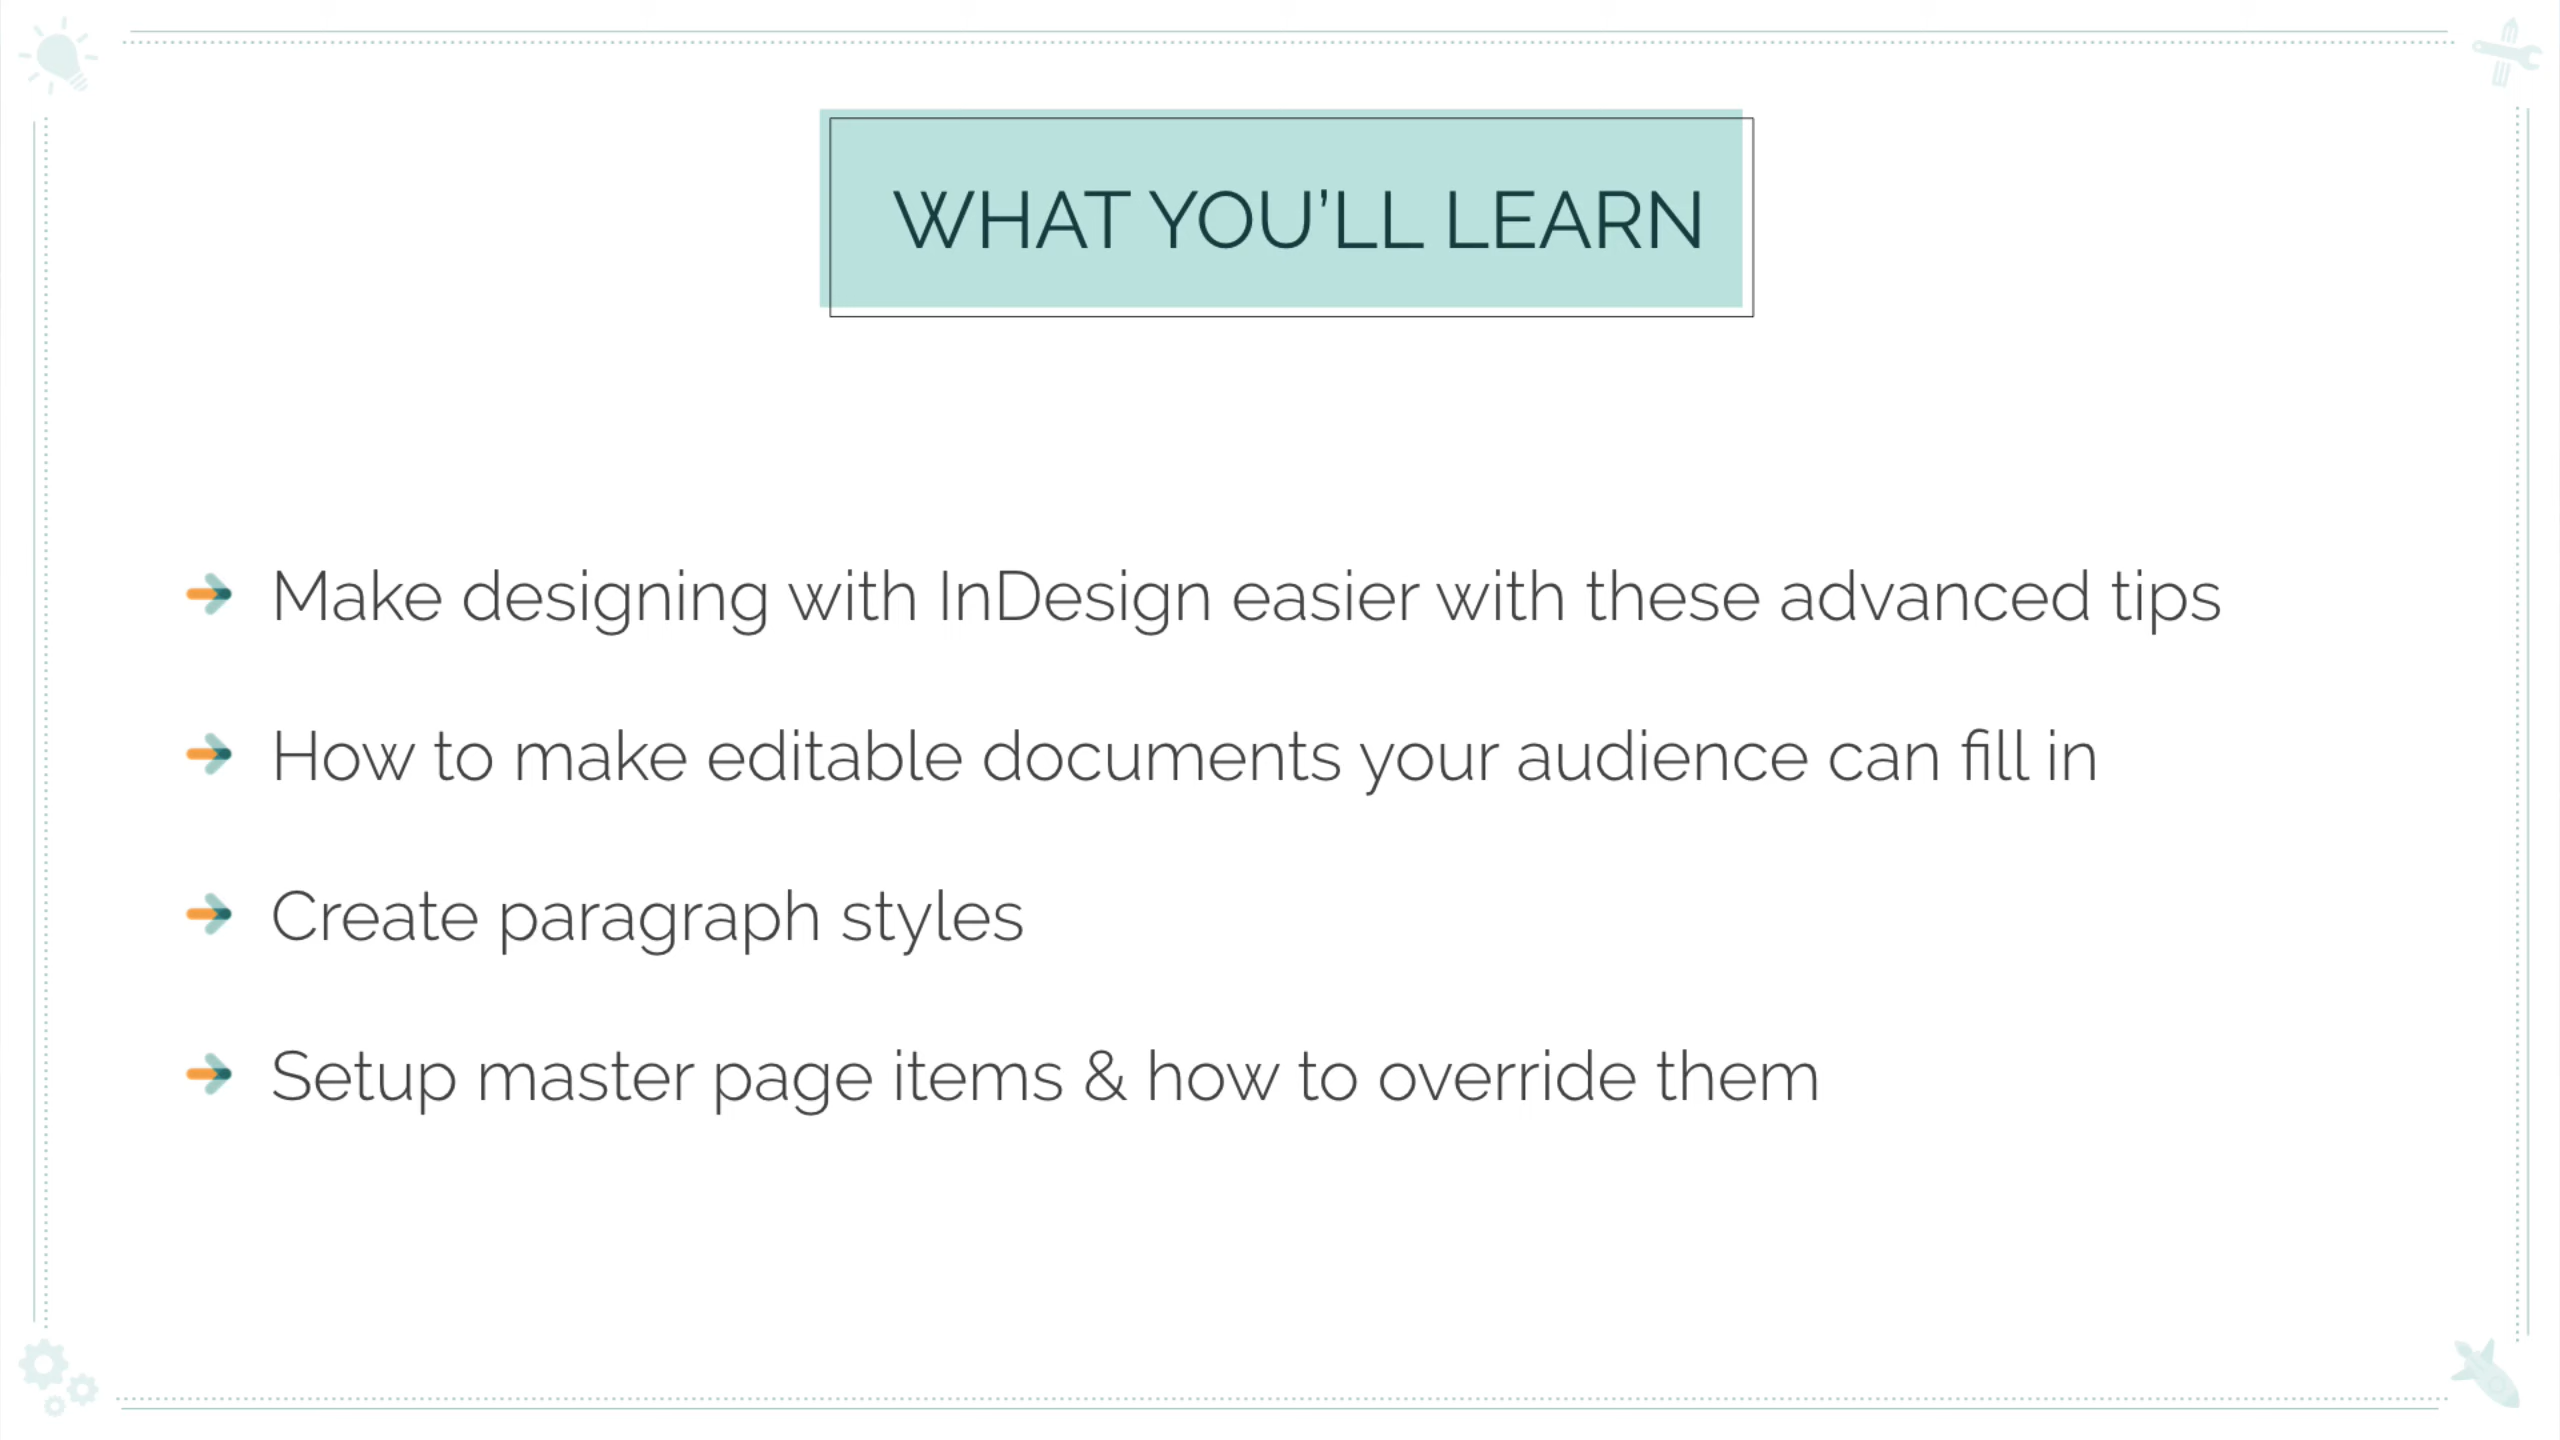 WHAT YOU’LL LEARN
Make designing with InDesign easier with these advanced tips
How to make editable documents your audience can fill in
Create paragraph styles
Setup master page items & how to override them